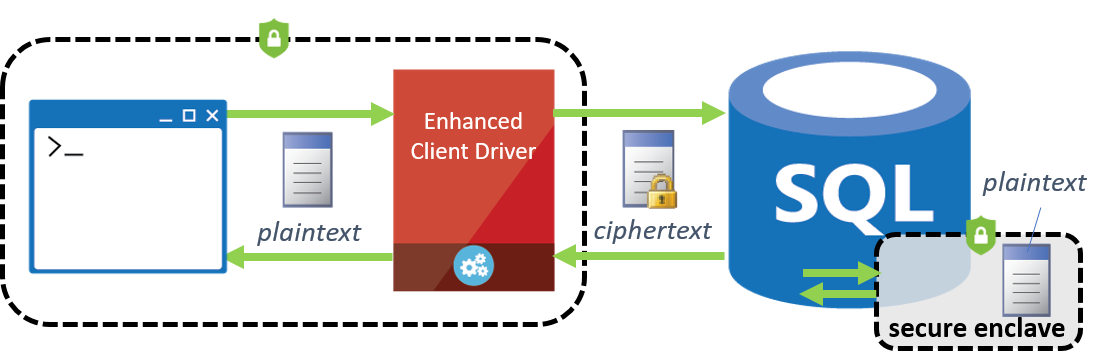 >_
Enhanced
Client Driver
plaintext
ciphertext
SQL
plaintext
secure enclave